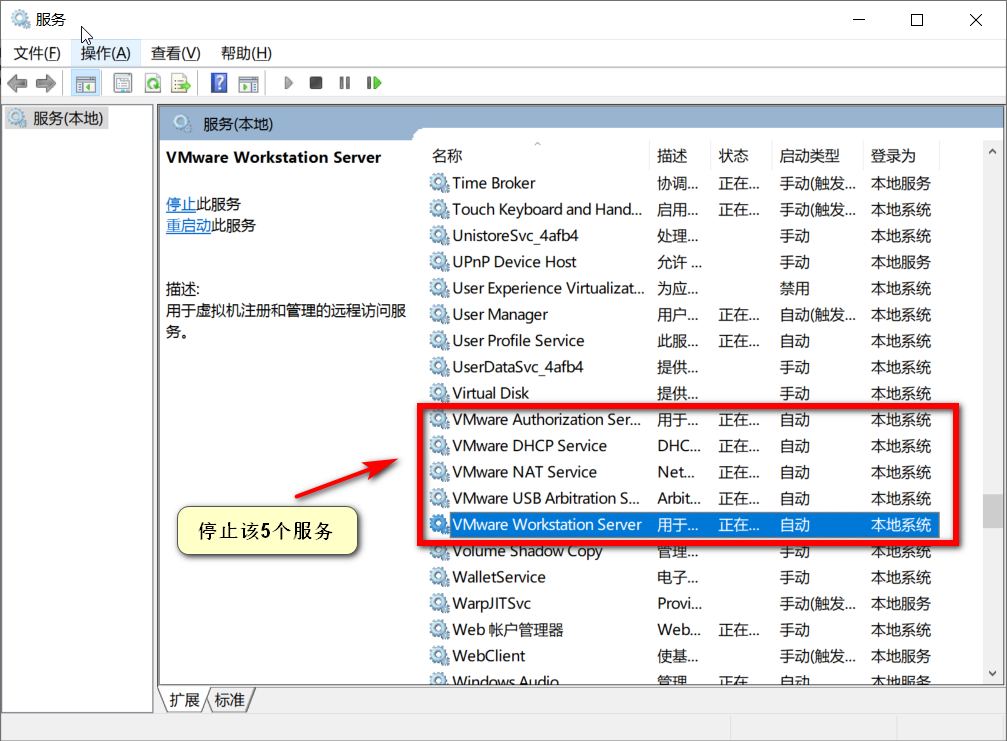 服务
文件(F) 操作(A) 查看(V) 帮助(H)
服务(本地)
服务(本地)
VMware Workstation Server
停止此服务
重启动此服务
描述:
用于虚拟机注册和管理的远程访问服
务。
名称 描述 状态 启动类型 登录为
Time Broker 协调... 正在... 手动(触发... 本地服务
Touch Keyboard and Hand... 启用... 正在... 手动(触发... 本地系统
UnistoreSvc_4afb4 处理... 手动 本地系统
UPnP Device Host 允许 ... 手动 本地服务
User Experience Virtualizat... 为应... 禁用 本地系统
User Manager 用户... 正在... 自动(触发... 本地系统
User Profile Service 此服... 正在... 自动 本地系统
UserDataSvc_4afb4 提供... 手动 本地系统
Virtual Disk 提供... 手动 本地系统
VMware Authorization Ser... 用于... 正在... 自动 本地系统
VMware DHCP Service DHC... 正在... 自动 本地系统
VMware NAT Service Net... 正在... 自动 本地系统
VMware USB Arbitration S... Arbit... 正在... 自动 本地系统
VMware Workstation Server 用于... 正在... 自动 本地系统
Volume Shadow Copy 管理... 手动 本地系统
WalletService 电子... 手动 本地系统
WarpJITSvc Provi... 手动(触发... 本地服务
Web 帐户管理器 Web... 正在... 手动 本地系统
WebClient 使基... 手动(触发... 本地服务
Windows Audio 管理... 正在... 自动 本地服务
停止该5个服务
扩展 标准